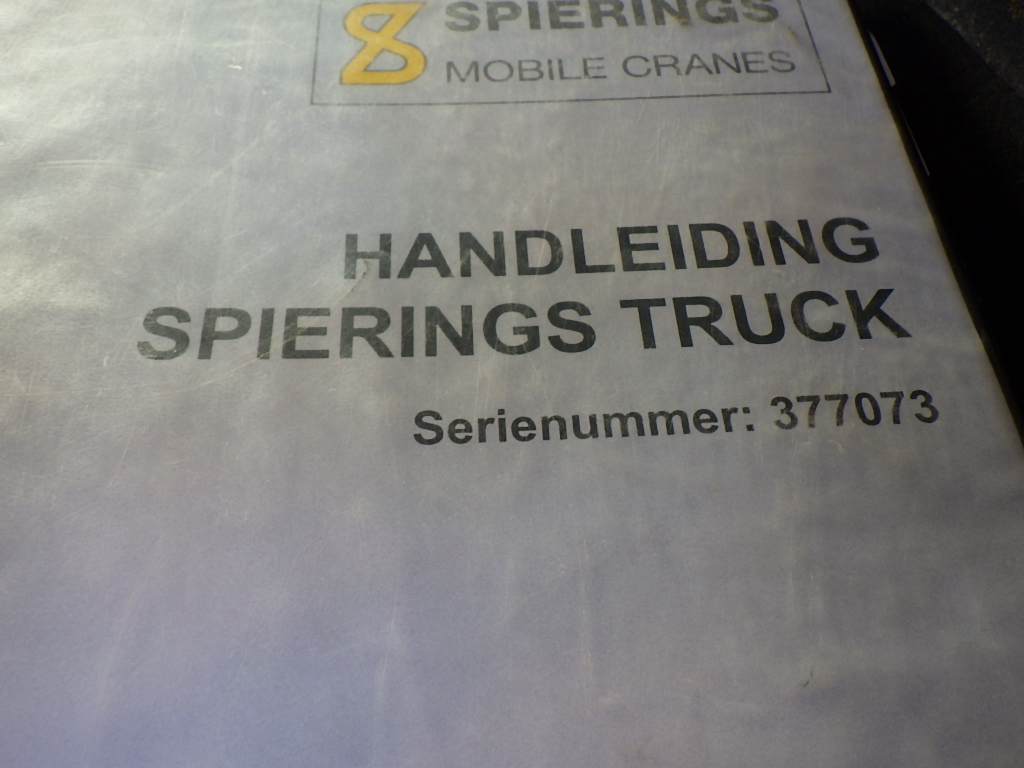 SPIERINGS
MOBILE CRANES
HANDLEIDING
SPIERINGS TRUCK
Serienummer: 377073